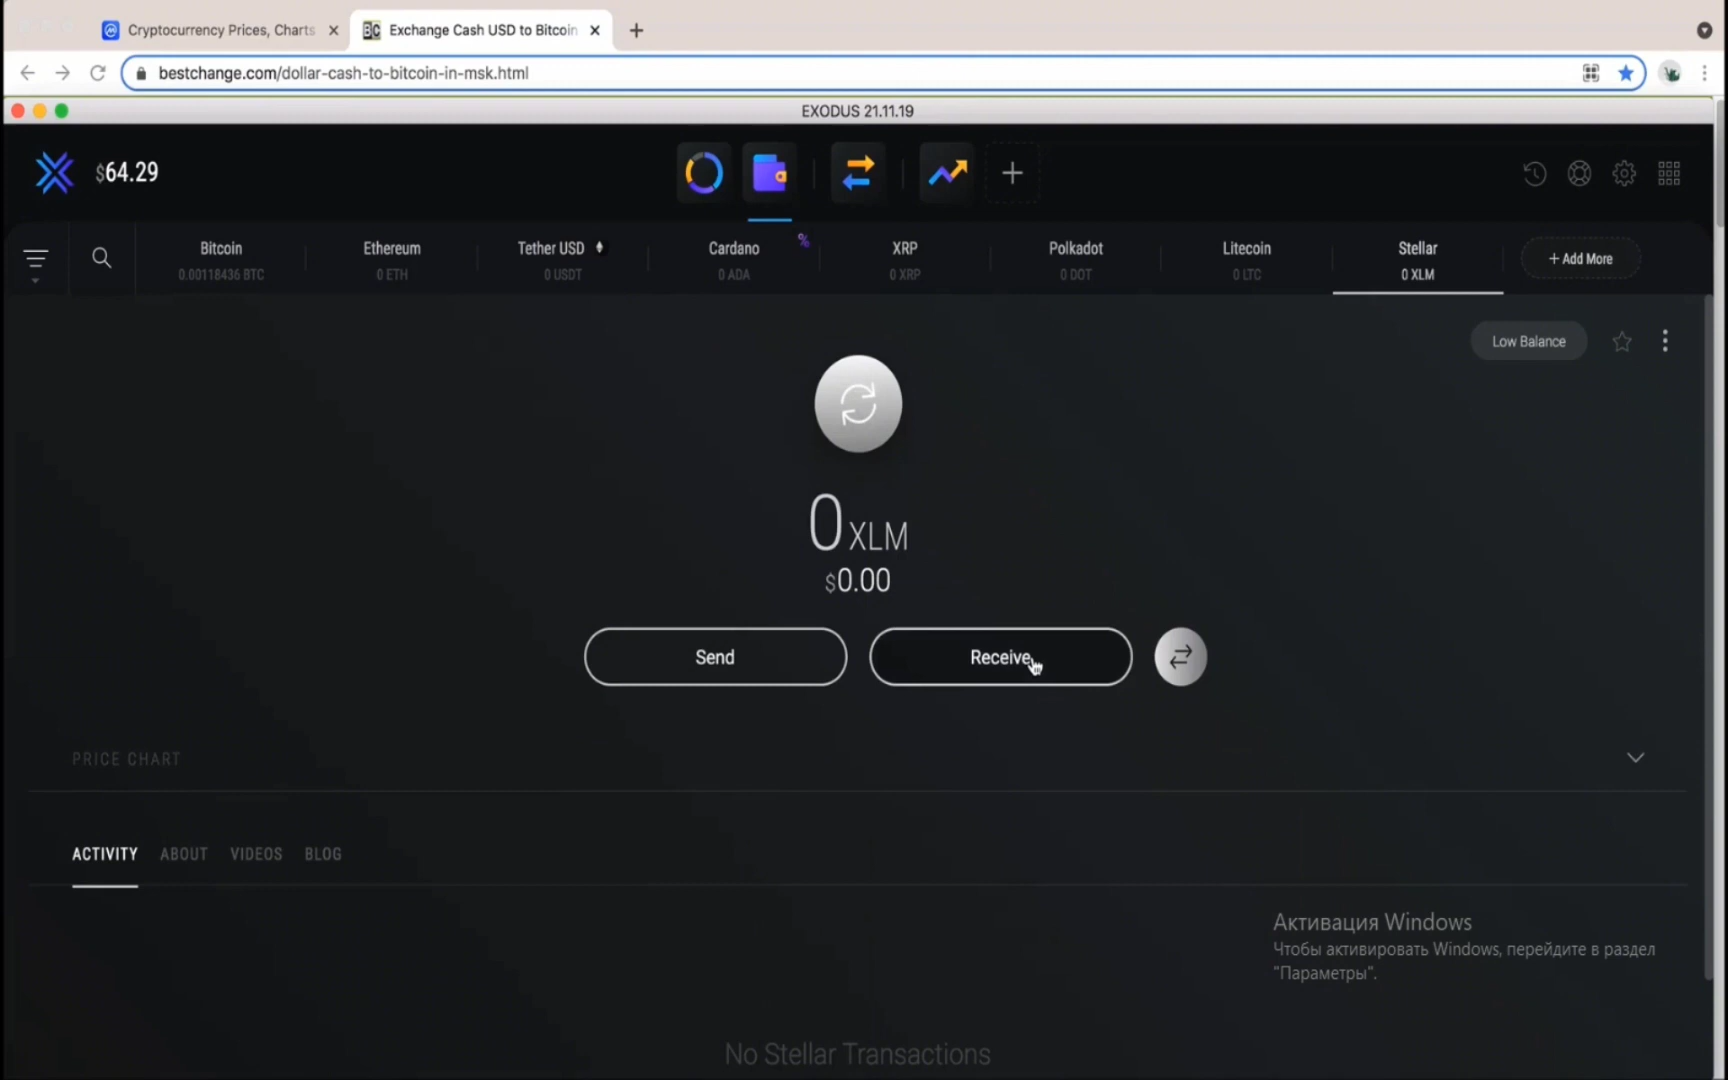 Cryptocurrency Prices, Charts
BC Exchange Cash USD to Bitcoin
bestchange.com/dollar-cash-to-bitcoin-in-msk.html
EXODUS 21.11.19
$64.29
Bitcoin
0.00118436 BTC
Ethereum
0 ETH
Tether USD
0 USDT
Cardano
0 ADA
%
XRP
0 XRP
Polkadot
0 DOT
Litecoin
0 LTC
Stellar
0 XLM
+ Add More
Low Balance
0 XLM
$0.00
Send
Receive
PRICE CHART
ACTIVITY ABOUT VIDEOS BLOG
Активация Windows
Чтобы активировать Windows, перейдите в раздел
"Параметры".
No Stellar Transactions